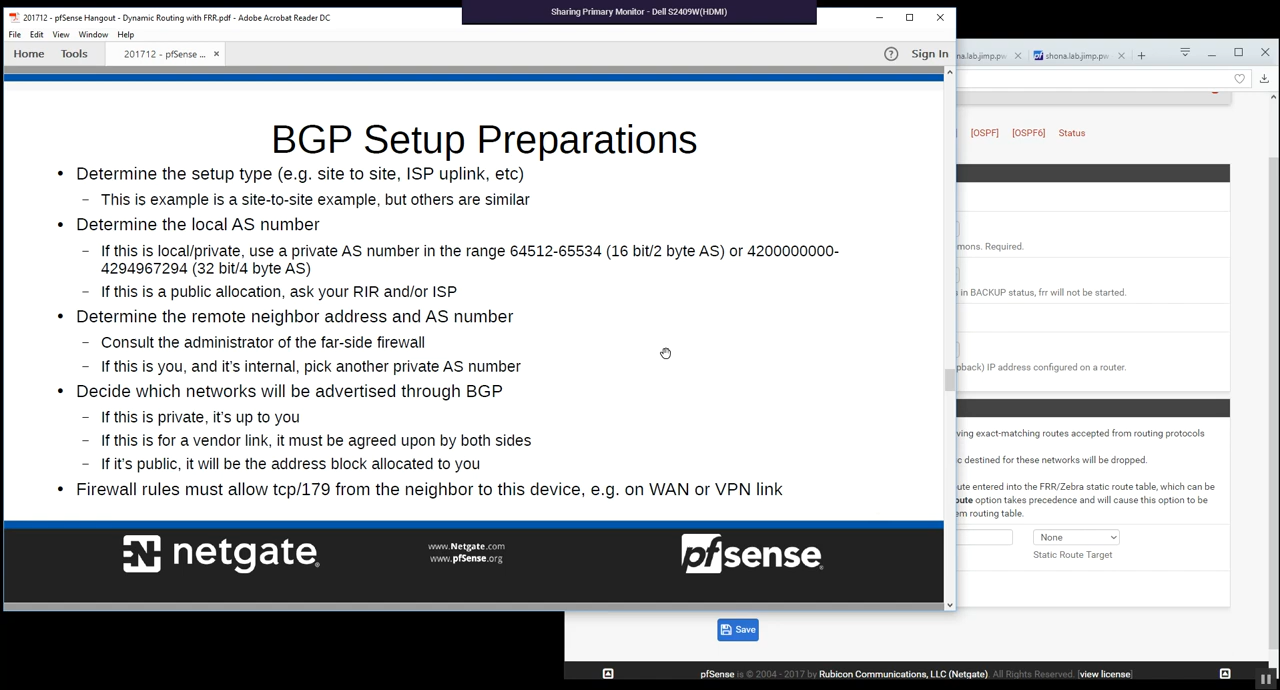 Sharing Primary Monitor - Dell S2409W(HDMI)
201712 - pfSense Hangout - Dynamic Routing with FRR.pdf - Adobe Acrobat Reader DC
File Edit View Window Help
Home Tools 201712 - pfSense ... × Sign In
na.lab.jimp.pw shona.lab.jimp.pw
BGP Setup Preparations
• Determine the setup type (e.g. site to site, ISP uplink, etc)
– This is example is a site-to-site example, but others are similar
• Determine the local AS number
– If this is local/private, use a private AS number in the range 64512-65534 (16 bit/2 byte AS) or 4200000000-
4294967294 (32 bit/4 byte AS)
– If this is a public allocation, ask your RIR and/or ISP
• Determine the remote neighbor address and AS number
– Consult the administrator of the far-side firewall
– If this is you, and it's internal, pick another private AS number
• Decide which networks will be advertised through BGP
– If this is private, it's up to you
– If this is for a vendor link, it must be agreed upon by both sides
– If it's public, it will be the address block allocated to you
• Firewall rules must allow tcp/179 from the neighbor to this device, e.g. on WAN or VPN link
netgate®
www.Netgate.com
www.pfSense.org
pfsense®
[OSPF] [OSPF6] Status
mons. Required.
in BACKUP status, frr will not be started.
pback) IP address configured on a router.
ving exact-matching routes accepted from routing protocols
c destined for these networks will be dropped.
ute entered into the FRR/Zebra static route table, which can be
oute option takes precedence and will cause this option to be
em routing table.
None
Static Route Target
Save
pfSense is © 2004 - 2017 by Rubicon Communications, LLC (Netgate). All Rights Reserved. [view license]